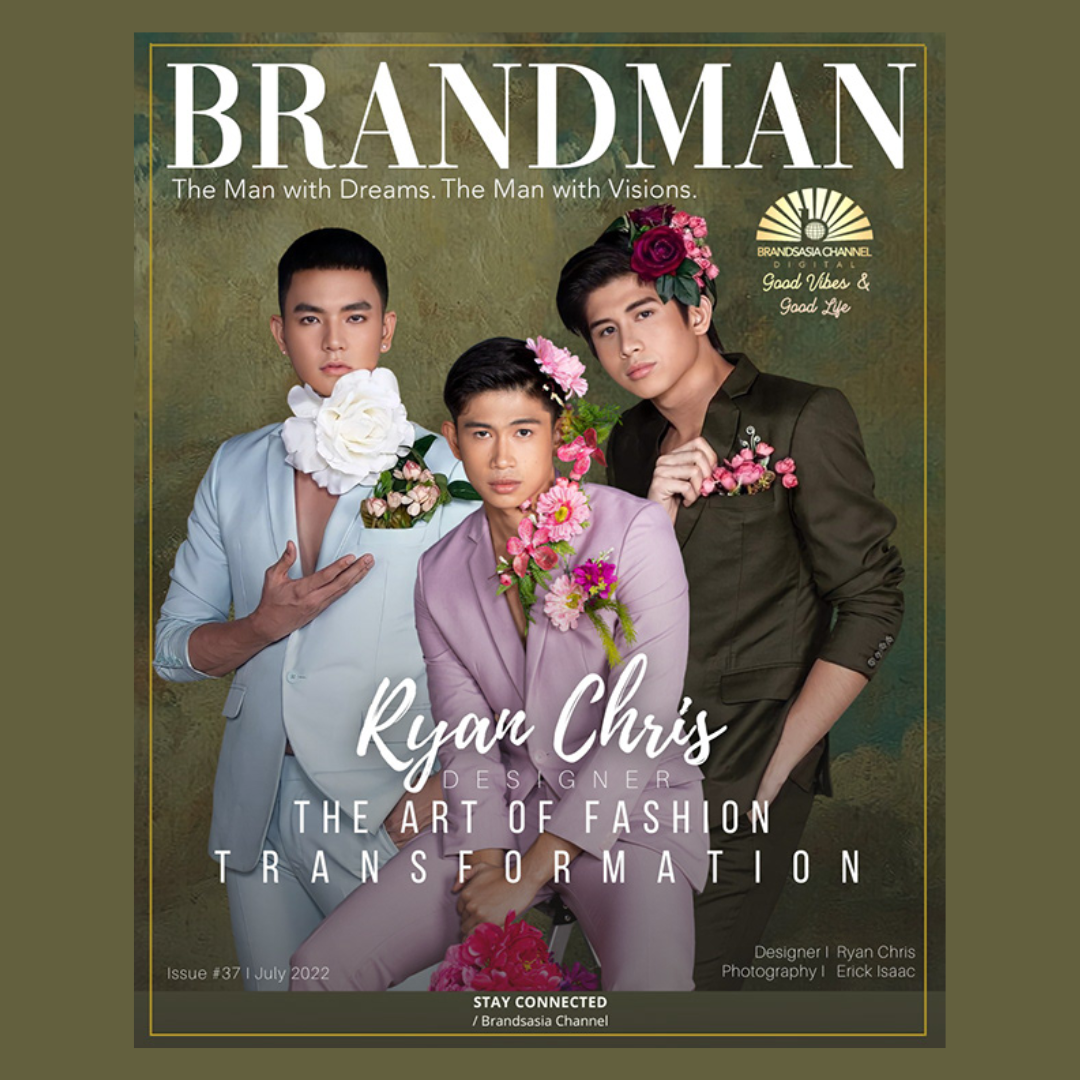 BRANDMAN
The Man with Dreams. The Man with Visions.
BRANDSASIA CHANNEL
DIGITAL
Good Vibes &
Good Life
Ryan Chris
DESIGNER
THE ART OF FASHION
TRANSFORMATION
Issue #37 I July 2022
Designer I Ryan Chris
Photography I Erick Isaac
STAY CONNECTED
/ Brandsasia Channel